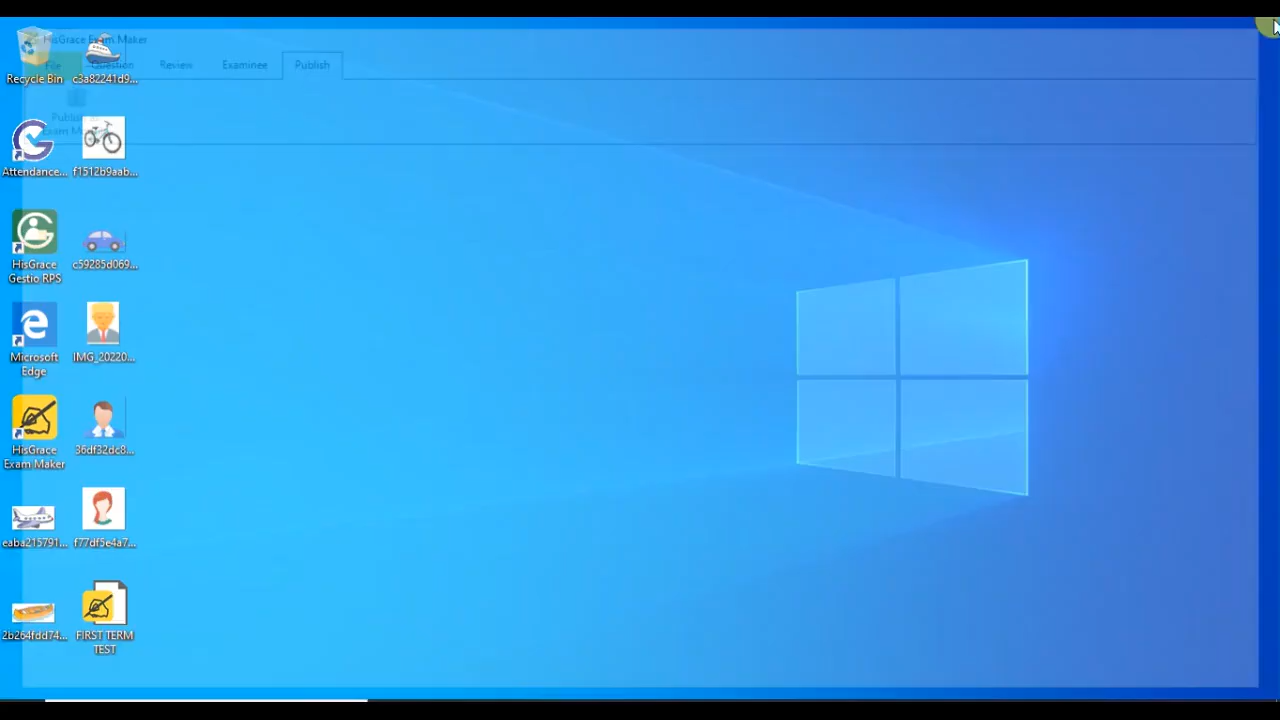 HisGrace Exam Maker
File Question Review Examinee Publish
Publish
Exam
Recycle Bin
c3a82241d9...
Attendance...
f1512b9aab...
HisGrace
Gestio RPS
c59285d069...
Microsoft
Edge
IMG_20220...
HisGrace
Exam Maker
36df32dc8...
eaba215791...
f77df5e4a7...
2b264fdd74...
FIRST TERM
TEST